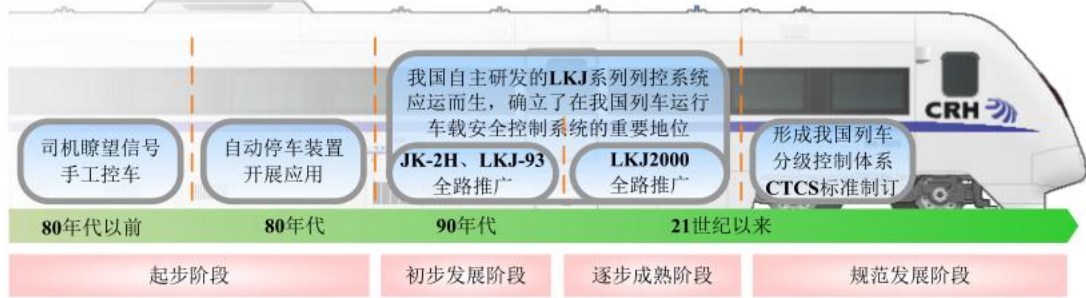 我国自主研发的LKJ系列列控系统
应运而生，确立了在我国列车运行
车载安全控制系统的重要地位
CRH
司机瞭望信号
手工控车
自动停车装置
开展应用
JK-2H、LKJ-93
全路推广
LKJ2000
全路推广
形成我国列车
分级控制体系
CTCS标准制订
80年代以前
80年代
90年代
21世纪以来
起步阶段
初步发展阶段
逐步成熟阶段
规范发展阶段